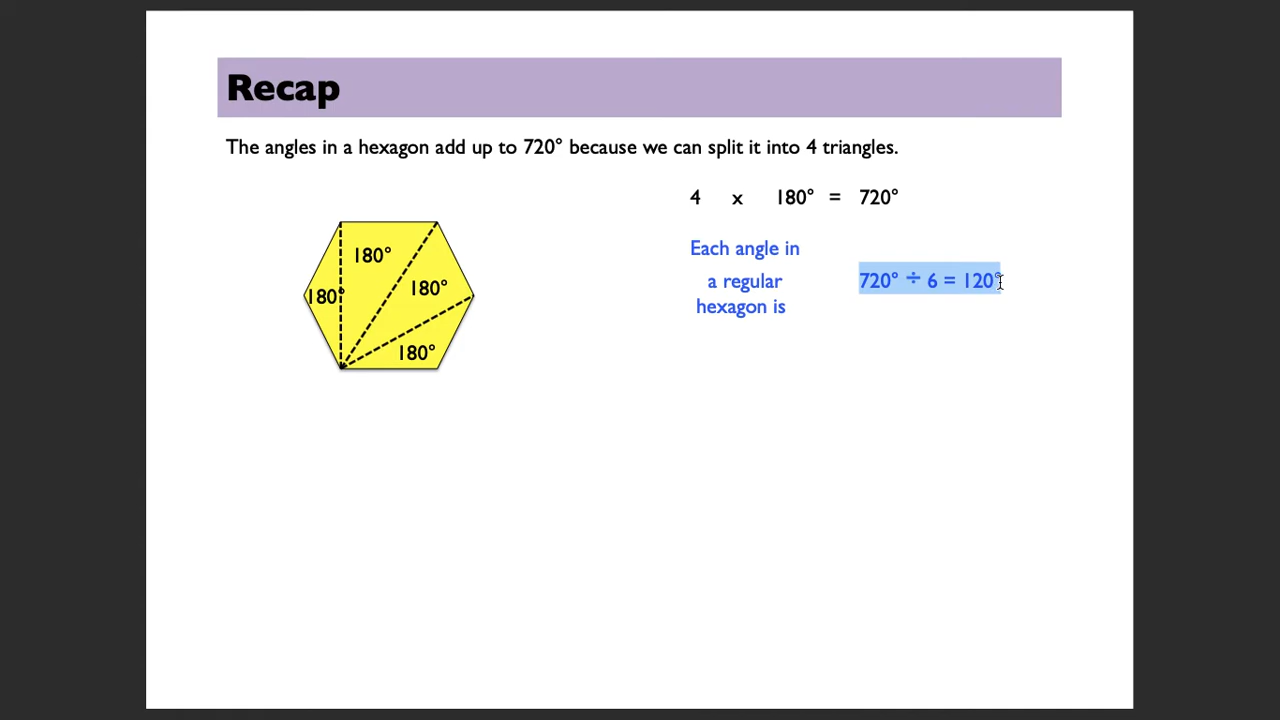 Recap
The angles in a hexagon add up to 720° because we can split it into 4 triangles.
4 x 180° = 720°
180°
180°
180°
180°
Each angle in
a regular
hexagon is
720° ÷ 6 = 120°